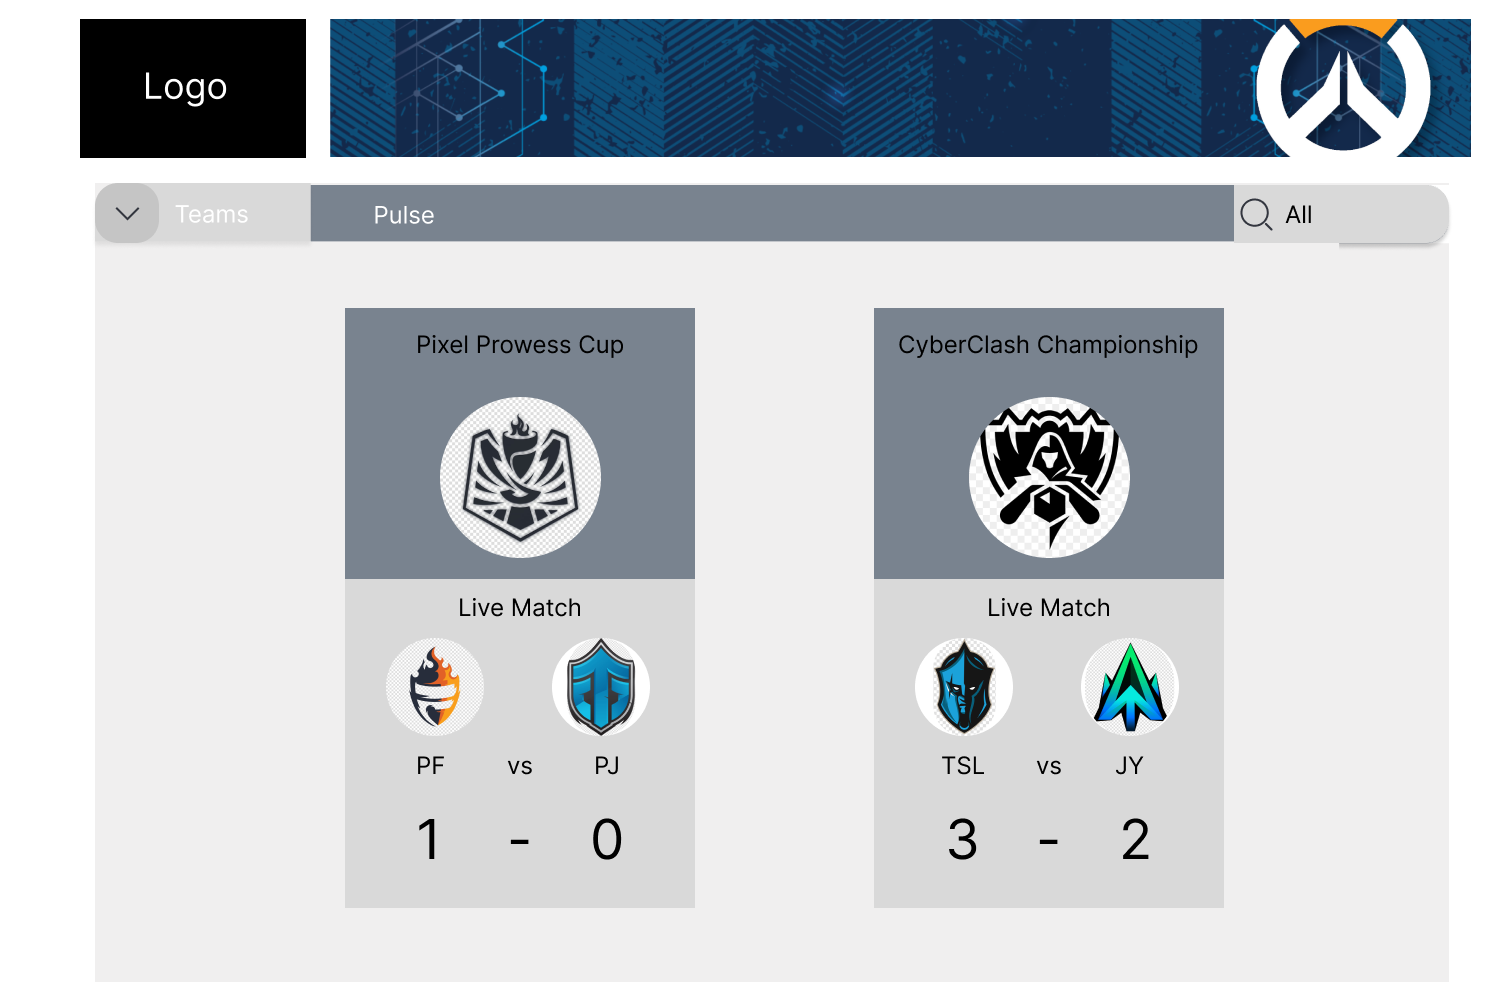 Logo
Teams
Pulse
All
Pixel Prowess Cup
CyberClash Championship
Live Match
Live Match
PF vs PJ
TSL vs JY
1 - 0
3 - 2